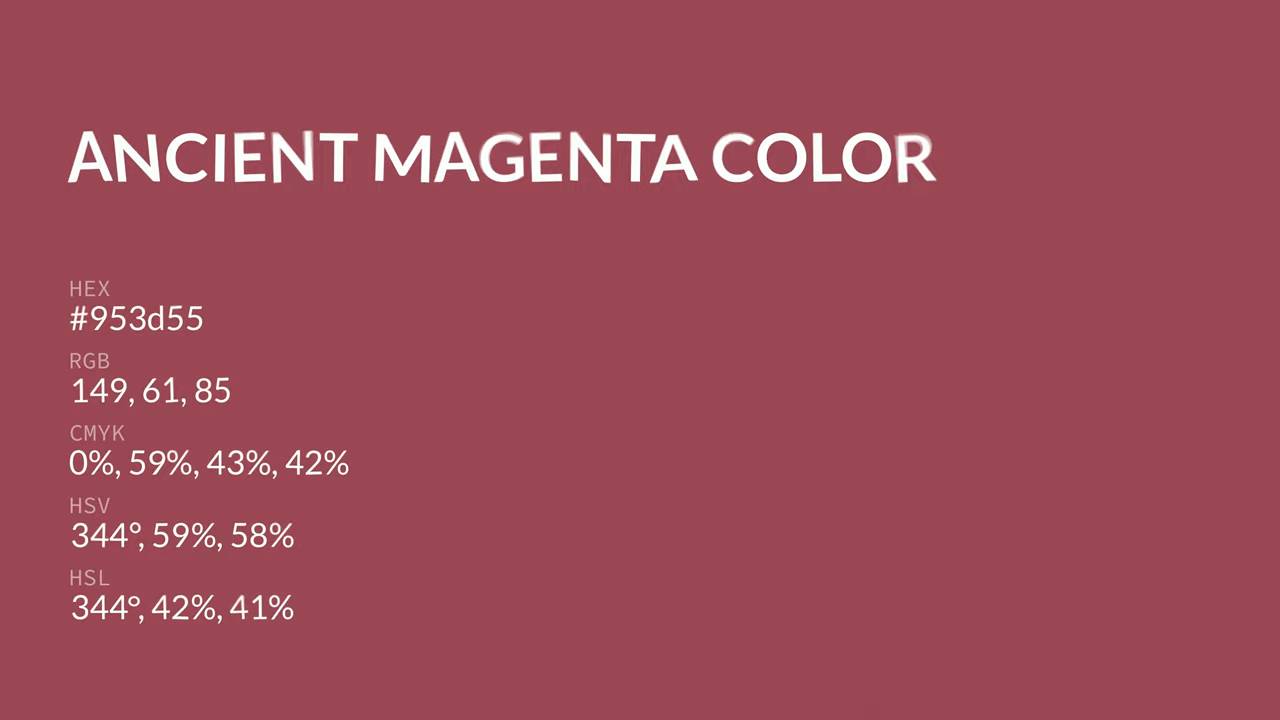 ANCIENT MAGENTA COLOR
HEX
#953d55
RGB
149, 61, 85
CMYK
0%, 59%, 43%, 42%
HSV
344°, 59%, 58%
HSL
344°, 42%, 41%